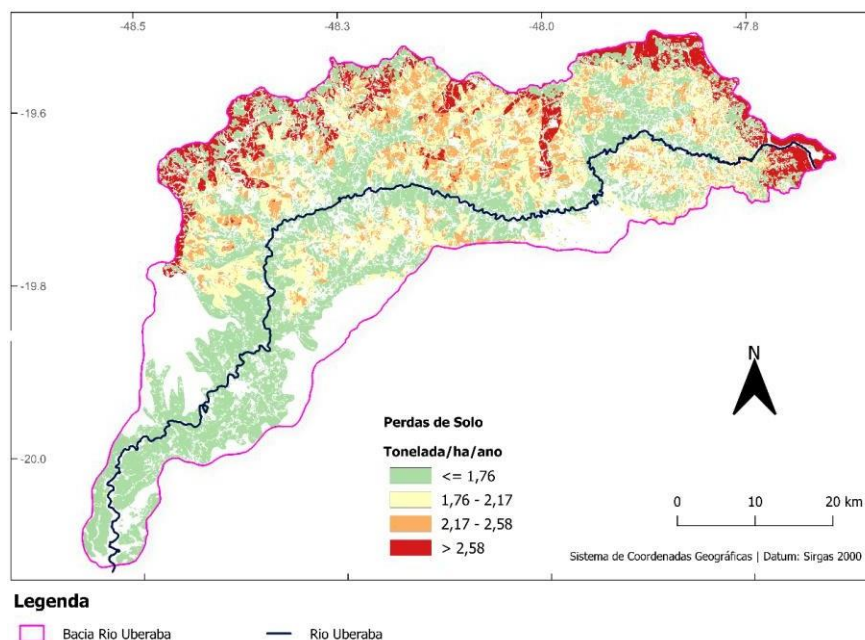 -48.5 -48.3 -48.0 -47.8
-19.6
-19.8
-20.0
N
Perdas de Solo
Tonelada/ha/ano
<= 1,76
1,76 - 2,17
2,17 - 2,58
> 2,58
0 10 20 km
Sistema de Coordenadas Geográficas | Datum: Sirgas 2000
Legenda
Bacia Rio Uberaba Rio Uberaba